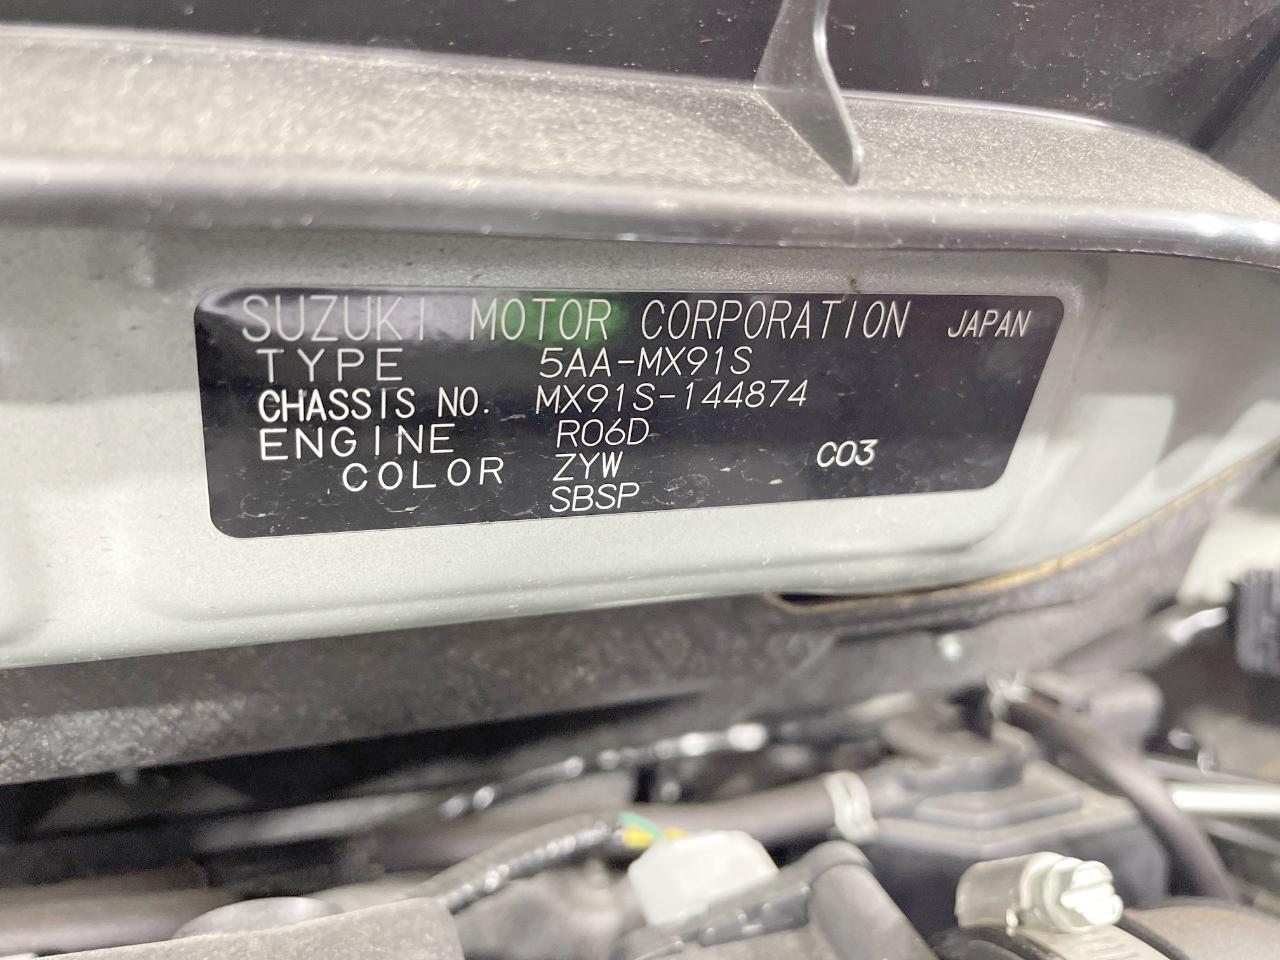 SUZUKI MOTOR CORPORATION JAPAN
TYPE 5AA-MX91S
CHASSIS NO. MX91S-144874
ENGINE R06D
COLOR ZYW C03
SBSP